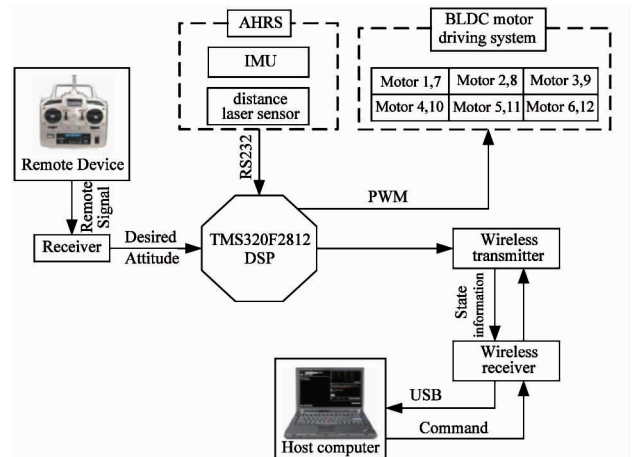 AHRS
IMU
distance
laser sensor
BLDC motor
driving system
Motor 1,7
Motor 2,8
Motor 3,9
Motor 4,10
Motor 5,11
Motor 6,12
Remote Device
RS232
PWM
Remote
Signal
Receiver
Desired
Attitude
TMS320F2812
DSP
Wireless
transmitter
State
information
Wireless
receiver
USB
Command
Host computer